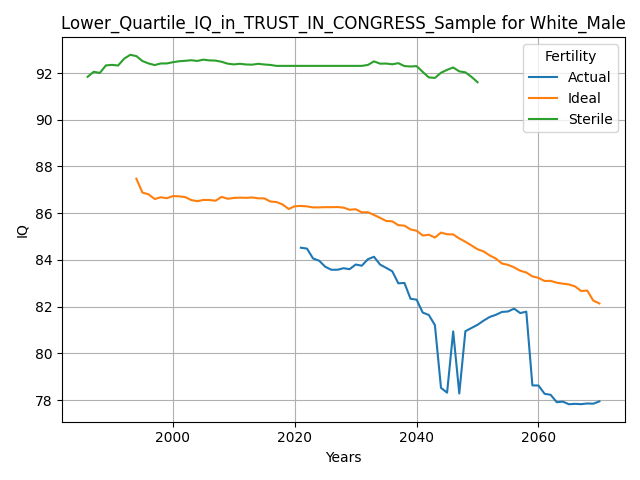 Lower_Quartile_IQ_in_TRUST_IN_CONGRESS_Sample for White_Male
Fertility
Actual
Ideal
Sterile
IQ
92
90
88
86
84
82
80
78
2000
2020
2040
2060
Years